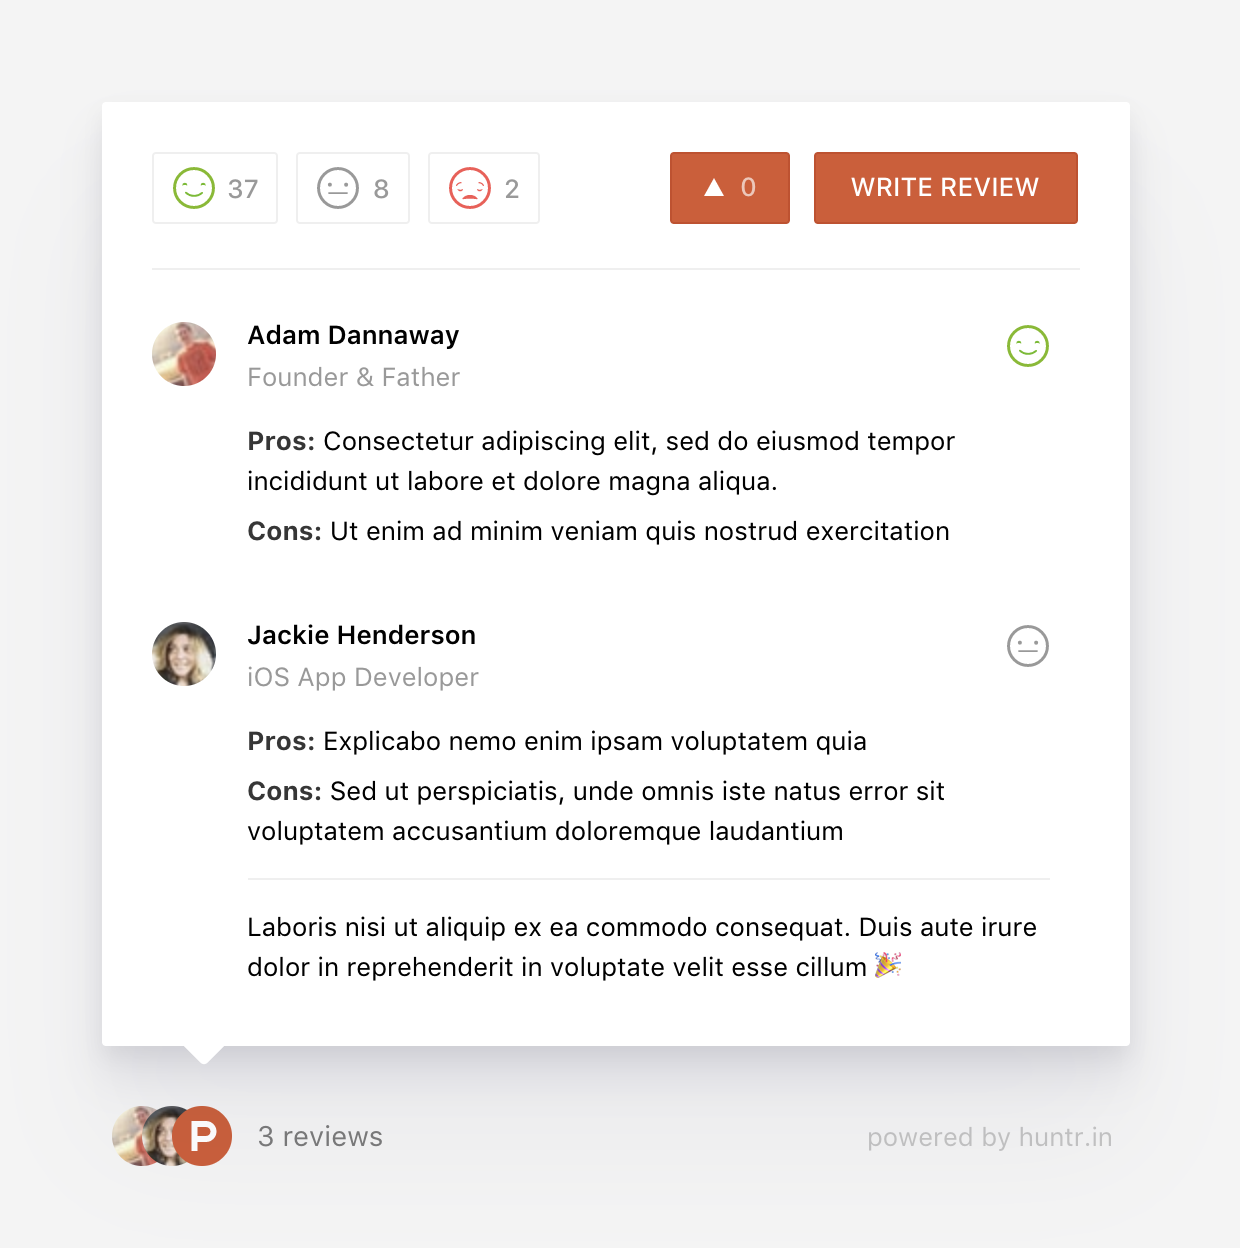 37 8 2 ▲ 0 WRITE REVIEW
Adam Dannaway
Founder & Father
Pros: Consectetur adipiscing elit, sed do eiusmod tempor
incididunt ut labore et dolore magna aliqua.
Cons: Ut enim ad minim veniam quis nostrud exercitation
Jackie Henderson
iOS App Developer
Pros: Explicabo nemo enim ipsam voluptatem quia
Cons: Sed ut perspiciatis, unde omnis iste natus error sit
voluptatem accusantium doloremque laudantium
Laboris nisi ut aliquip ex ea commodo consequat. Duis aute irure
dolor in reprehenderit in voluptate velit esse cillum 🎉
P 3 reviews powered by huntr.in